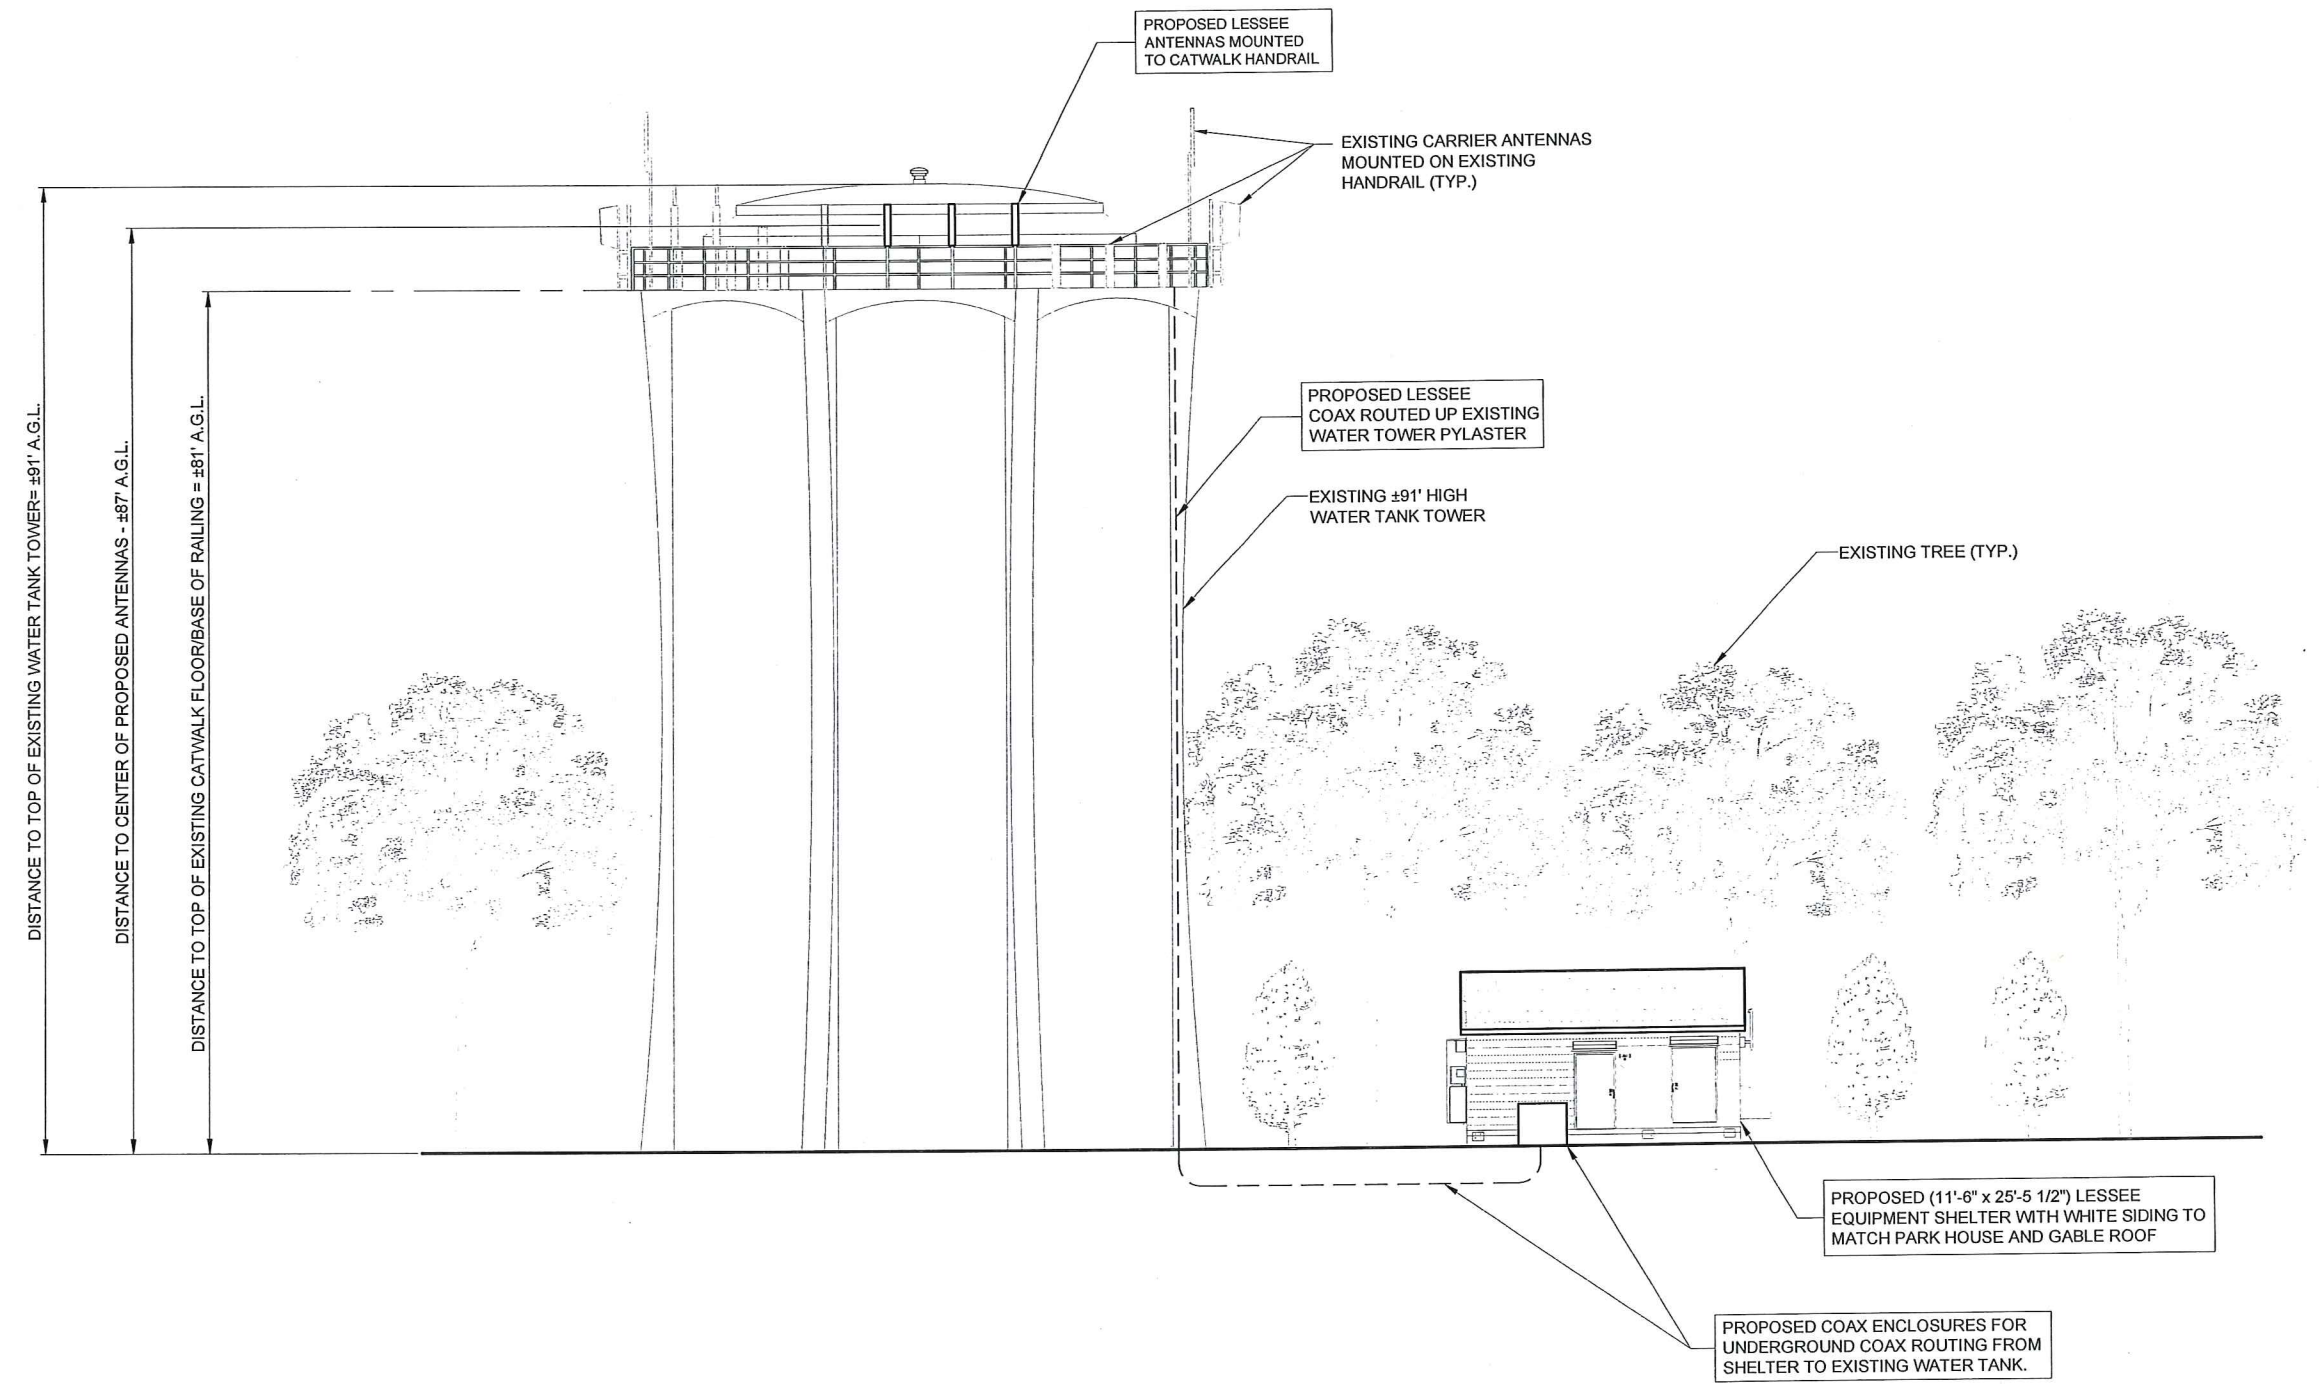 PROPOSED LESSEE
ANTENNAS MOUNTED
TO CATWALK HANDRAIL
EXISTING CARRIER ANTENNAS
MOUNTED ON EXISTING
HANDRAIL (TYP.)
DISTANCE TO TOP OF EXISTING WATER TANK TOWER= ±91' A.G.L.
DISTANCE TO CENTER OF PROPOSED ANTENNAS - ±87' A.G.L.
DISTANCE TO TOP OF EXISTING CATWALK FLOOR/BASE OF RAILING = ±81' A.G.L.
PROPOSED LESSEE
COAX ROUTED UP EXISTING
WATER TOWER PYLASTER
EXISTING ±91' HIGH
WATER TANK TOWER
EXISTING TREE (TYP.)
PROPOSED (11'-6" x 25'-5 1/2") LESSEE
EQUIPMENT SHELTER WITH WHITE SIDING TO
MATCH PARK HOUSE AND GABLE ROOF
PROPOSED COAX ENCLOSURES FOR
UNDERGROUND COAX ROUTING FROM
SHELTER TO EXISTING WATER TANK.